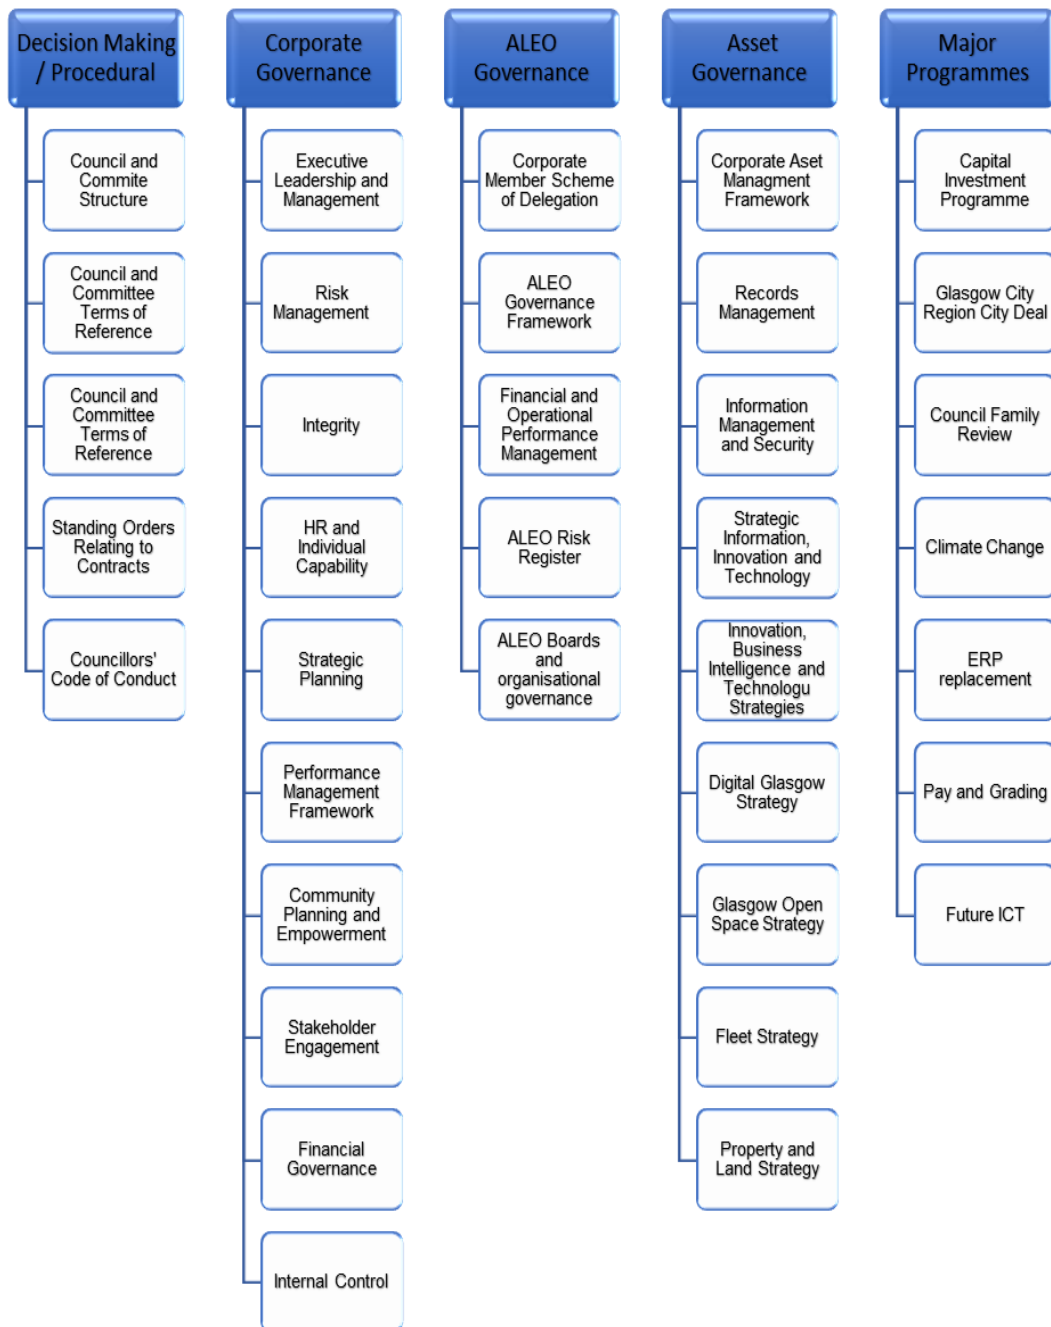 Decision Making
/ Procedural
Council and
Commite
Structure
Council and
Committee
Terms of
Reference
Council and
Committee
Terms of
Reference
Standing Orders
Relating to
Contracts
Councillors'
Code of Conduct
Corporate
Governance
Executive
Leadership and
Management
Risk
Management
Integrity
HR and
Individual
Capability
Strategic
Planning
Performance
Management
Framework
Community
Planning and
Empowerment
Stakeholder
Engagement
Financial
Governance
Internal Control
ALEO
Governance
Corporate
Member Scheme
of Delegation
ALEO
Governance
Framework
Financial and
Operational
Performance
Management
ALEO Risk
Register
ALEO Boards
and
organisational
governance
Asset
Governance
Corporate Aset
Managment
Framework
Records
Management
Information
Management
and Security
Strategic
Information,
Innovation and
Technology
Innovation,
Business
Intelligence and
Technologu
Strategies
Digital Glasgow
Strategy
Glasgow Open
Space Strategy
Fleet Strategy
Property and
Land Strategy
Major
Programmes
Capital
Investment
Programme
Glasgow City
Region City Deal
Council Family
Review
Climate Change
ERP
replacement
Pay and Grading
Future ICT